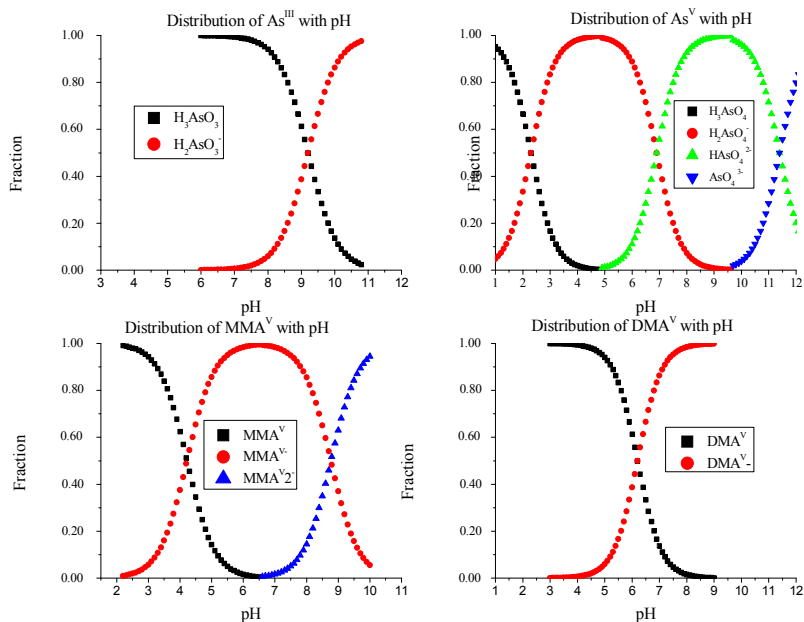 Distribution of Asᴵᴵᴵ with pH
1.00
0.80
0.60
0.40
0.20
0.00
Fraction
H₃AsO₃
H₂AsO₃⁻
3 4 5 6 7 8 9 10 11 12
pH
Distribution of Asⱽ with pH
1.00
0.80
0.60
0.40
0.20
0.00
Fraction
H₃AsO₄
H₂AsO₄⁻
HAsO₄²⁻
AsO₄³⁻
1 2 3 4 5 6 7 8 9 10 11 12
pH
Distribution of MMAⱽ with pH
1.00
0.80
0.60
0.40
0.20
0.00
Fraction
MMAⱽ
MMAⱽ⁻
MMAⱽ2⁻
2 3 4 5 6 7 8 9 10 11
pH
Distribution of DMAⱽ with pH
1.00
0.80
0.60
0.40
0.20
0.00
Fraction
DMAⱽ
DMAⱽ-
1 2 3 4 5 6 7 8 9 10 11 12
pH